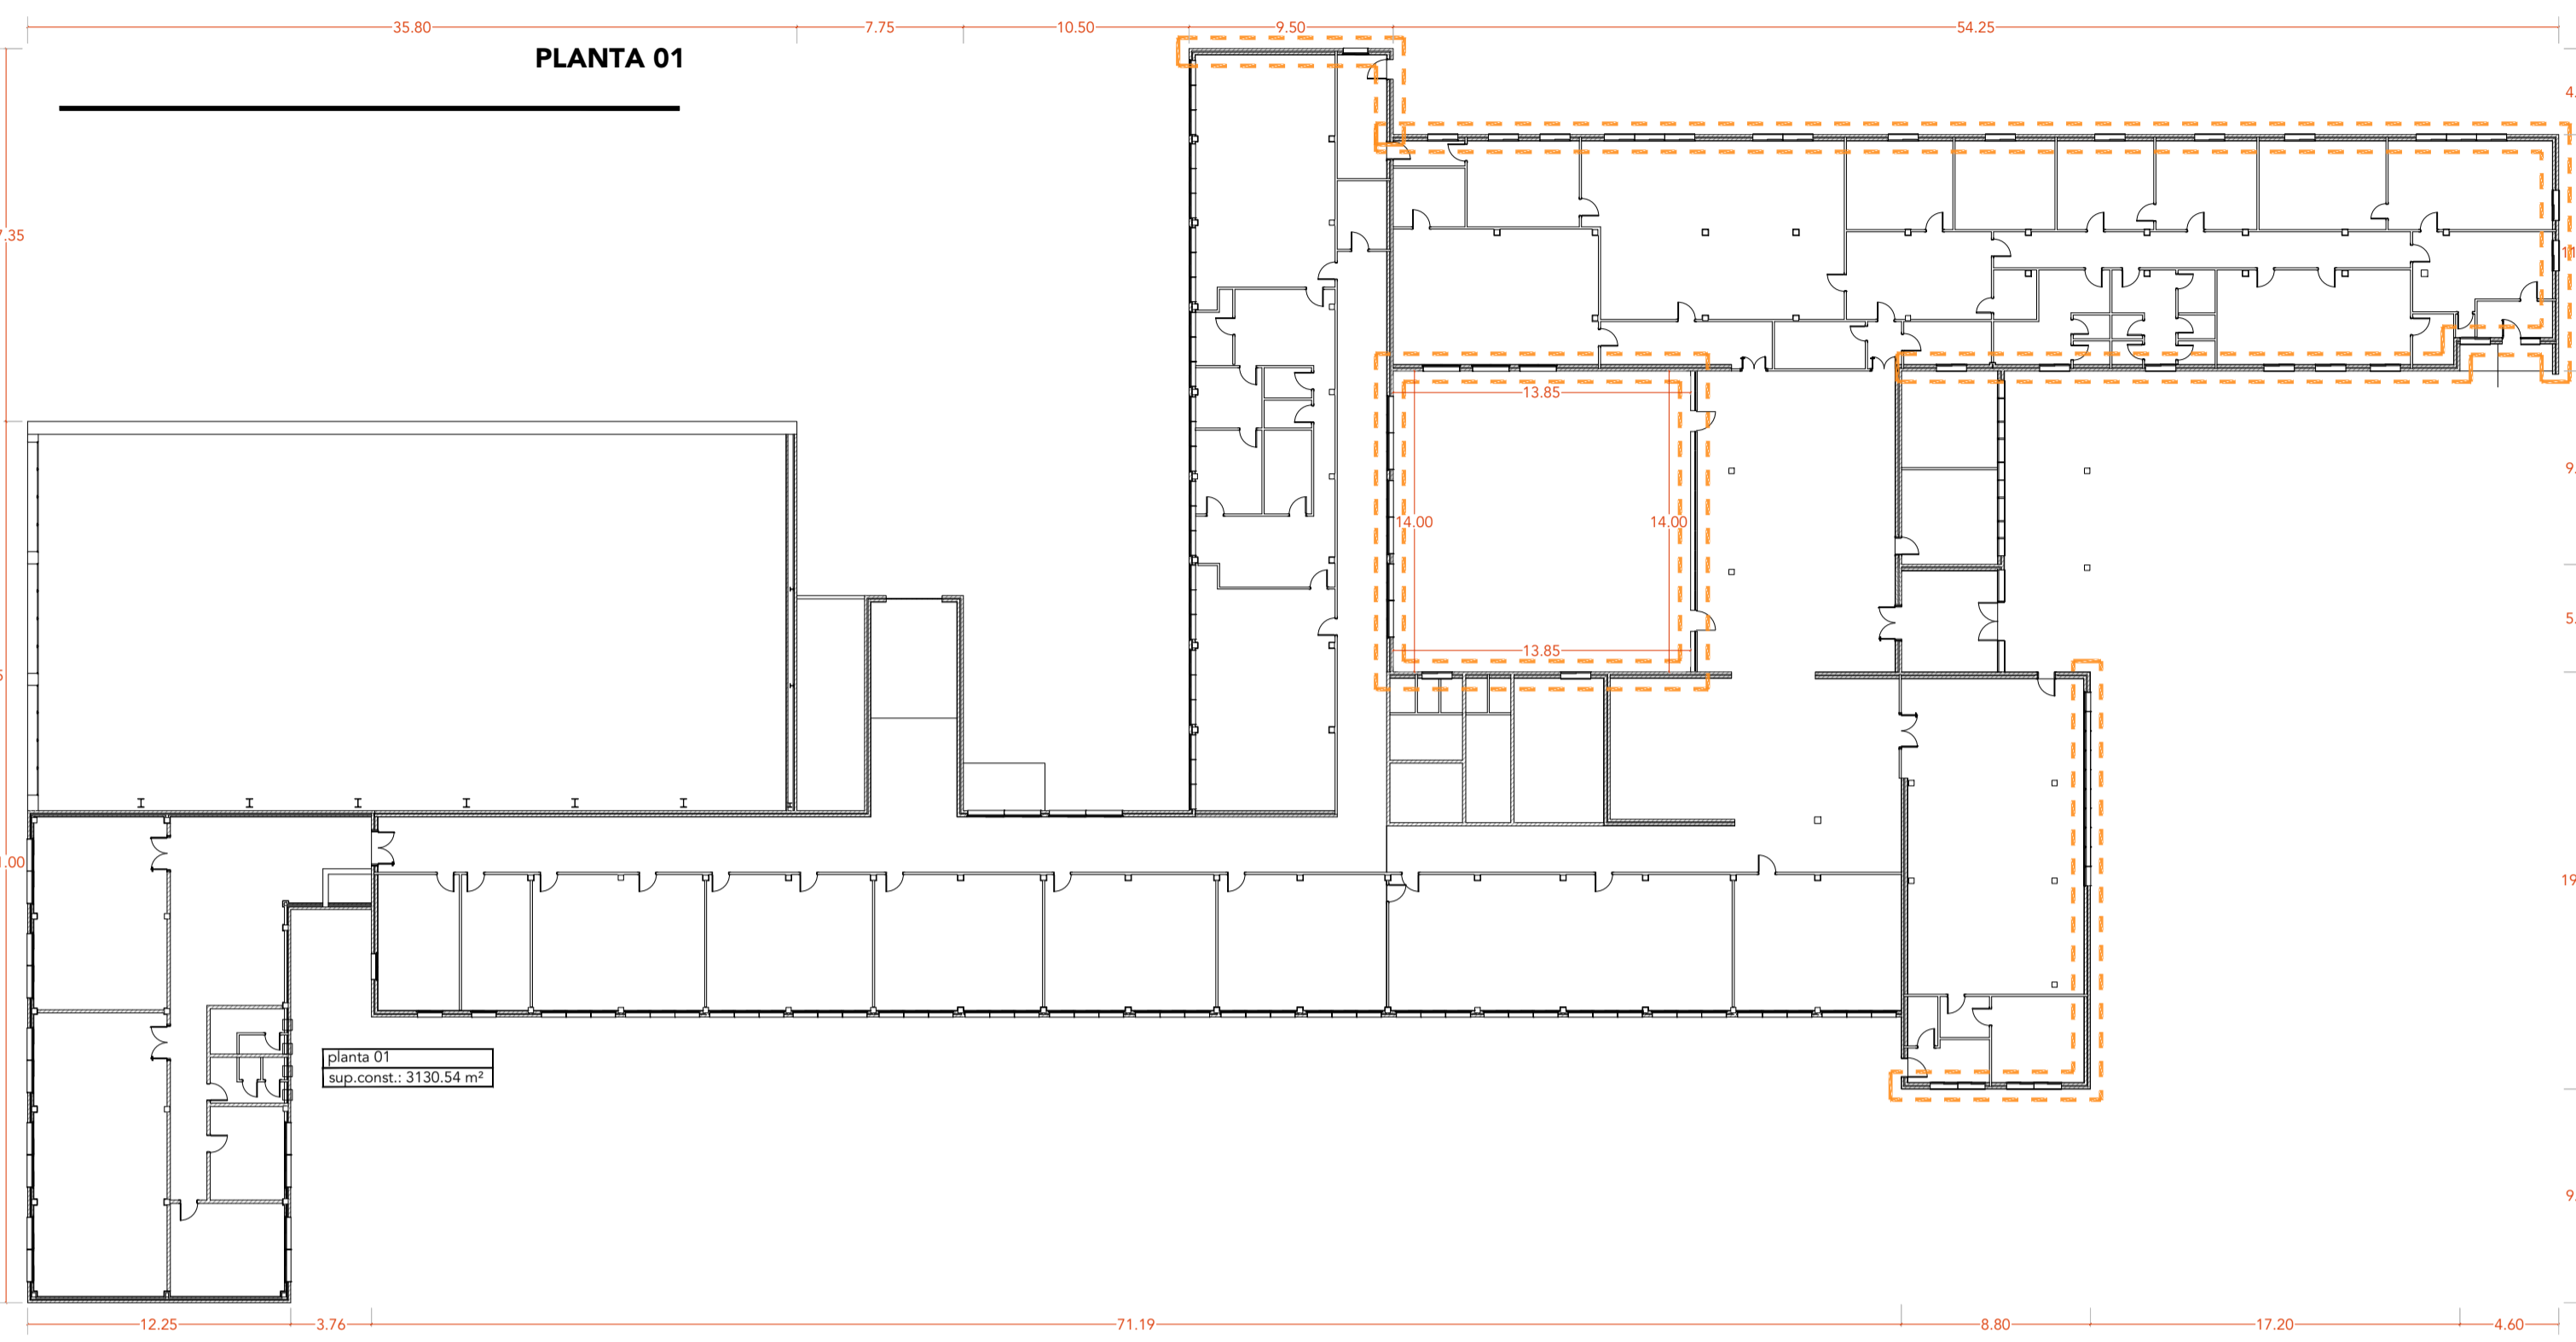 35.80 7.75 10.50 9.50 54.25
PLANTA 01
13.85
14.00 14.00
13.85
planta 01
sup.const.: 3130.54 m²
12.25 3.76 71.19 8.80 17.20 4.60